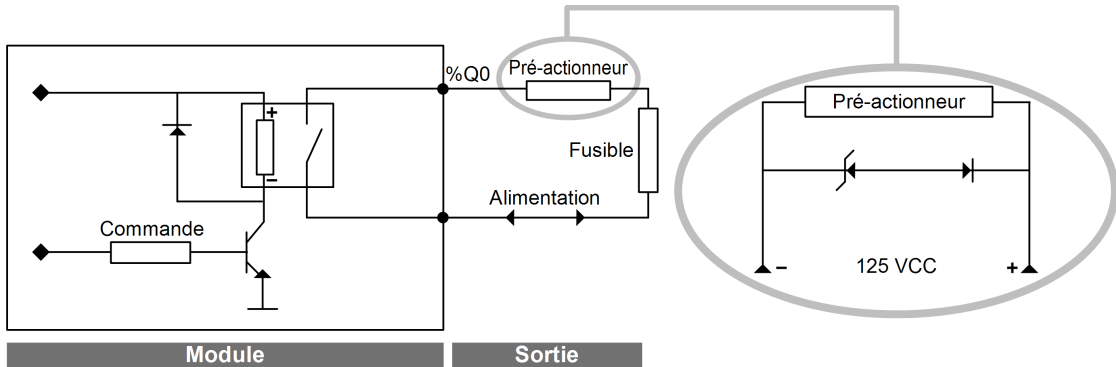 %Q0
Pré-actionneur
+
−
Commande
Fusible
Alimentation
Pré-actionneur
− 125 VCC +
Module
Sortie